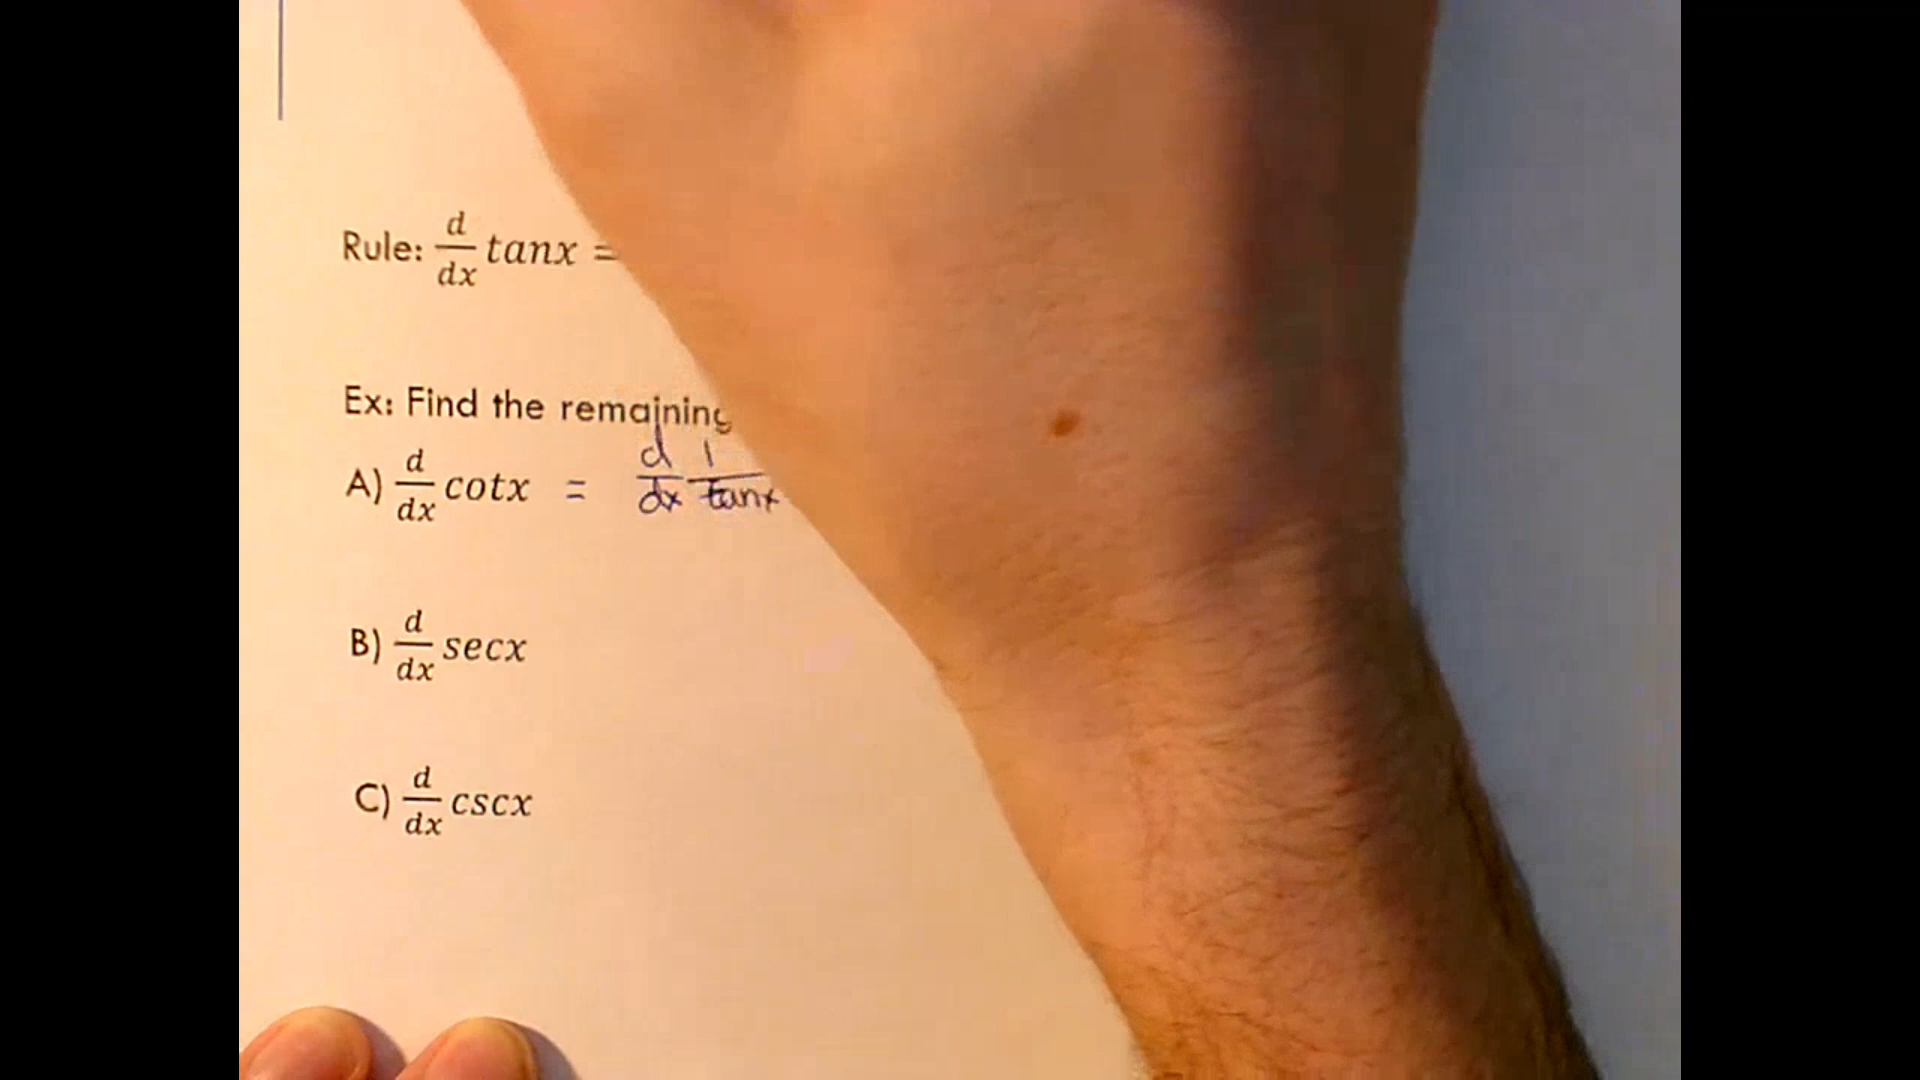 Rule: d/dx tanx =
Ex: Find the remaining
A) d/dx cotx = d/dx 1/tanx
B) d/dx secx
C) d/dx cscx